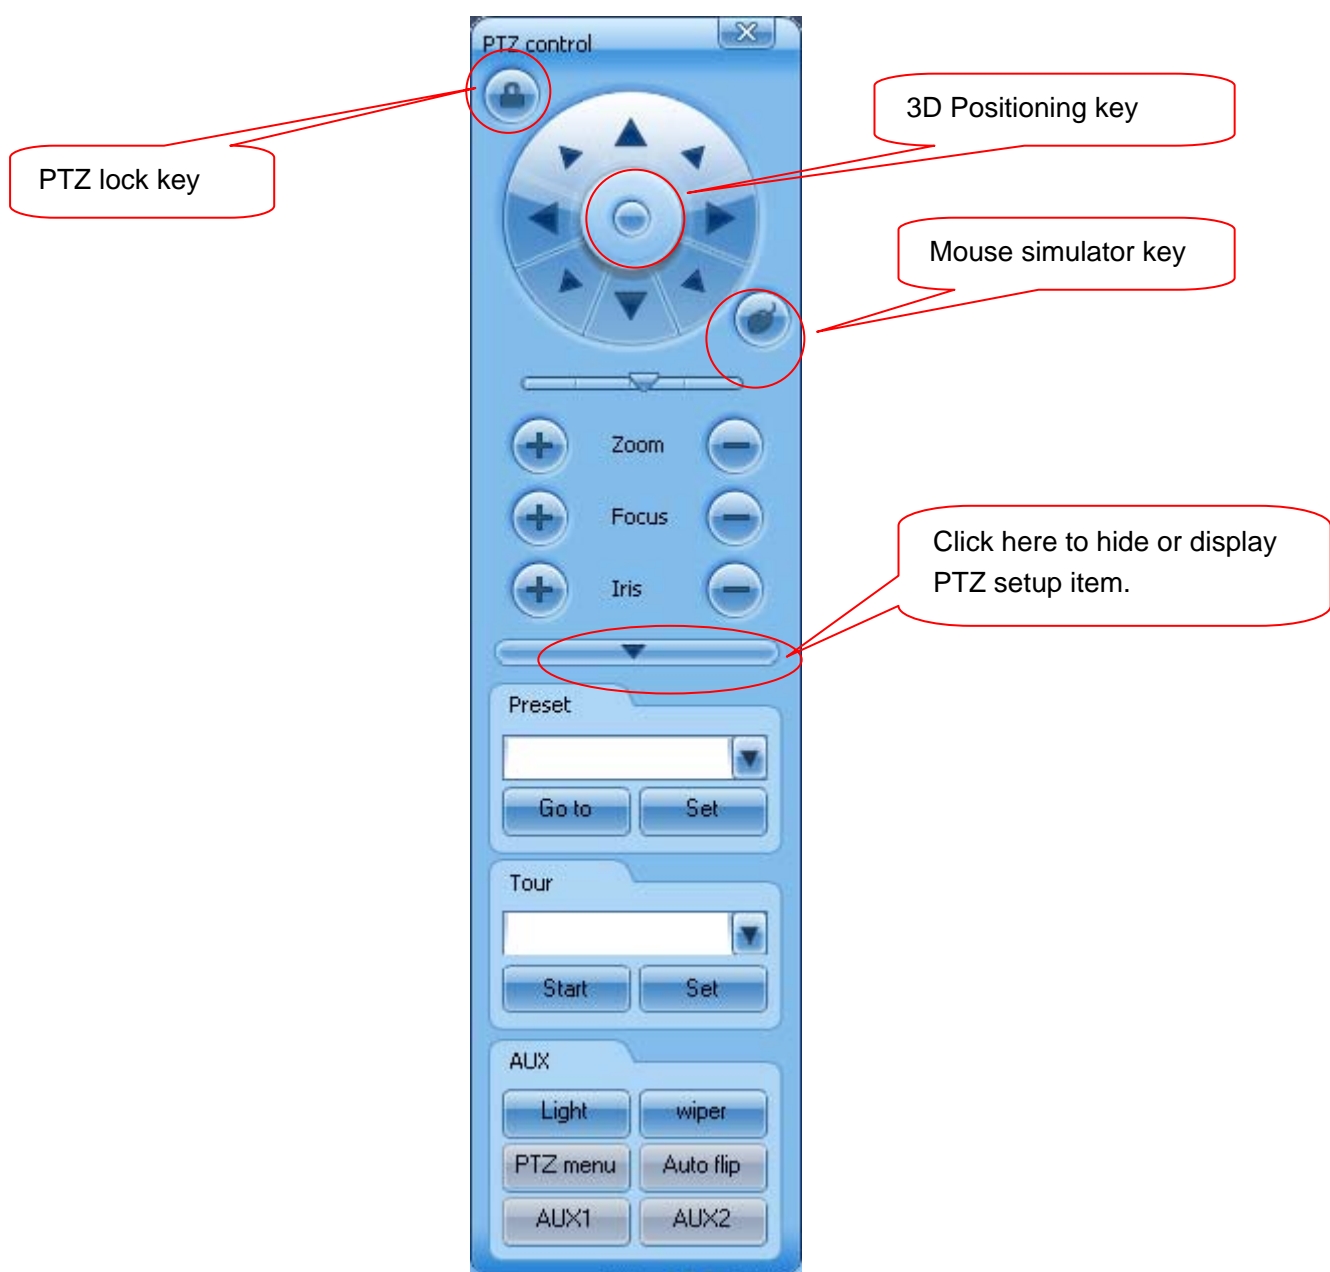 PTZ control
3D Positioning key
PTZ lock key
Mouse simulator key
Zoom
Focus
Click here to hide or display
PTZ setup item.
Iris
Preset
Go to Set
Tour
Start Set
AUX
Light wiper
PTZ menu Auto flip
AUX1 AUX2